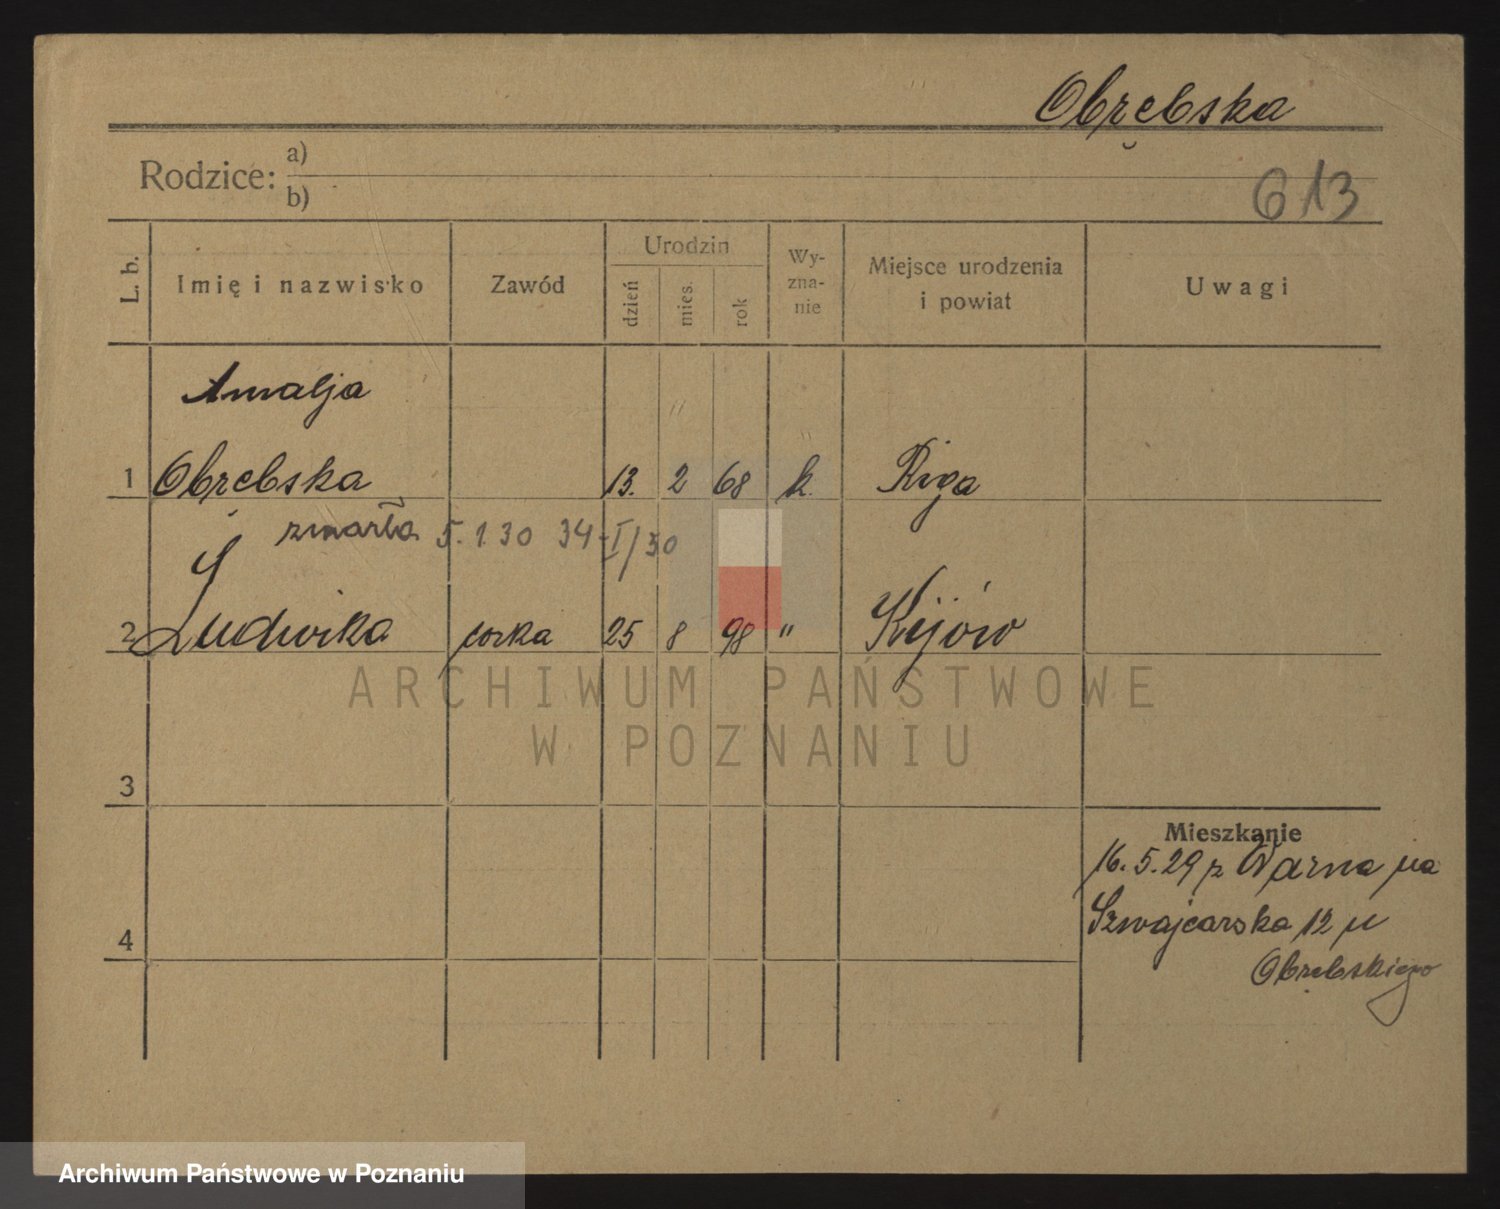 Obrębska
Rodzice: a)
b)
613
L. b.
Imię i nazwisko
Zawód
Urodzin
dzień
mies.
rok
Wy-
zna-
nie
Miejsce urodzenia
i powiat
Uwagi
Amalja
1 Obrębska 13. 2 68 k. Riga
zmarła 5.1.30 34-I/30
2 Ludwika corka 25 8 98 " Kijów
ARCHIWUM PAŃSTWOWE
W POZNANIU
3
Mieszkanie
16.5.29 z Warna na
Szwajcarska 12 u
4
Obrębskiego
Archiwum Państwowe w Poznaniu